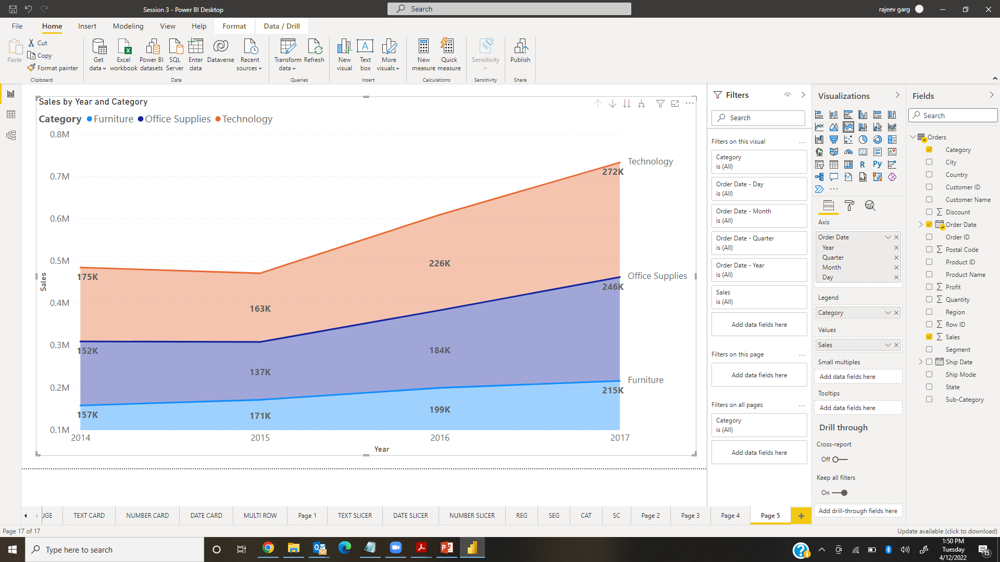 Session 3 - Power BI Desktop
Search
rajeev garg
File
Home
Insert
Modeling
View
Help
Format
Data / Drill
Paste
Cut
Copy
Format painter
Clipboard
Get data
Excel workbook
Power BI datasets
SQL Server
Enter data
Dataverse
Recent sources
Data
Transform data
Refresh
Queries
New visual
Text box
More visuals
Insert
New measure
Quick measure
Calculations
Sensitivity
Sensitivity
Publish
Share
Sales by Year and Category
Category Furniture Office Supplies Technology
0.8M
0.7M
0.6M
0.5M
0.4M
0.3M
0.2M
0.1M
Sales
175K
163K
226K
272K
152K
137K
184K
246K
157K
171K
199K
215K
Technology
Office Supplies
Furniture
2014
2015
2016
2017
Year
Filters
Search
Filters on this visual
Category
is (All)
Order Date - Day
is (All)
Order Date - Month
is (All)
Order Date - Quarter
is (All)
Order Date - Year
is (All)
Sales
is (All)
Add data fields here
Filters on this page
Add data fields here
Filters on all pages
Category
is (All)
Add data fields here
Visualizations
123
R
Py
Axis
Order Date
Year
Quarter
Month
Day
Legend
Category
Values
Sales
Small multiples
Add data fields here
Tooltips
Add data fields here
Drill through
Cross-report
Off
Keep all filters
On
Add drill-through fields here
Fields
Search
Orders
Category
City
Country
Customer ID
Customer Name
Discount
Order Date
Order ID
Postal Code
Product ID
Product Name
Profit
Quantity
Region
Row ID
Sales
Segment
Ship Date
Ship Mode
State
Sub-Category
UGE
TEXT CARD
NUMBER CARD
DATE CARD
MULTI ROW
Page 1
TEXT SLICER
DATE SLICER
NUMBER SLICER
REG
SEG
CAT
SC
Page 2
Page 3
Page 4
Page 5
Page 17 of 17
Update available (click to download)
Type here to search
1:50 PM
Tuesday
4/12/2022
15